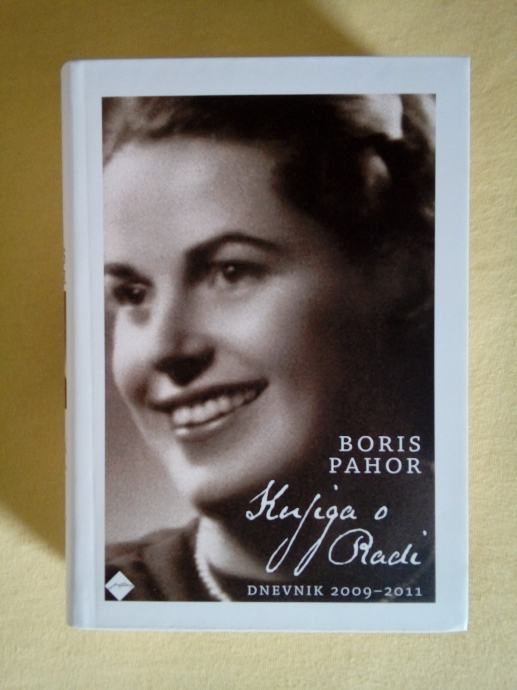 BORIS
PAHOR
Knjiga o
Radi
DNEVNIK 2009–2011